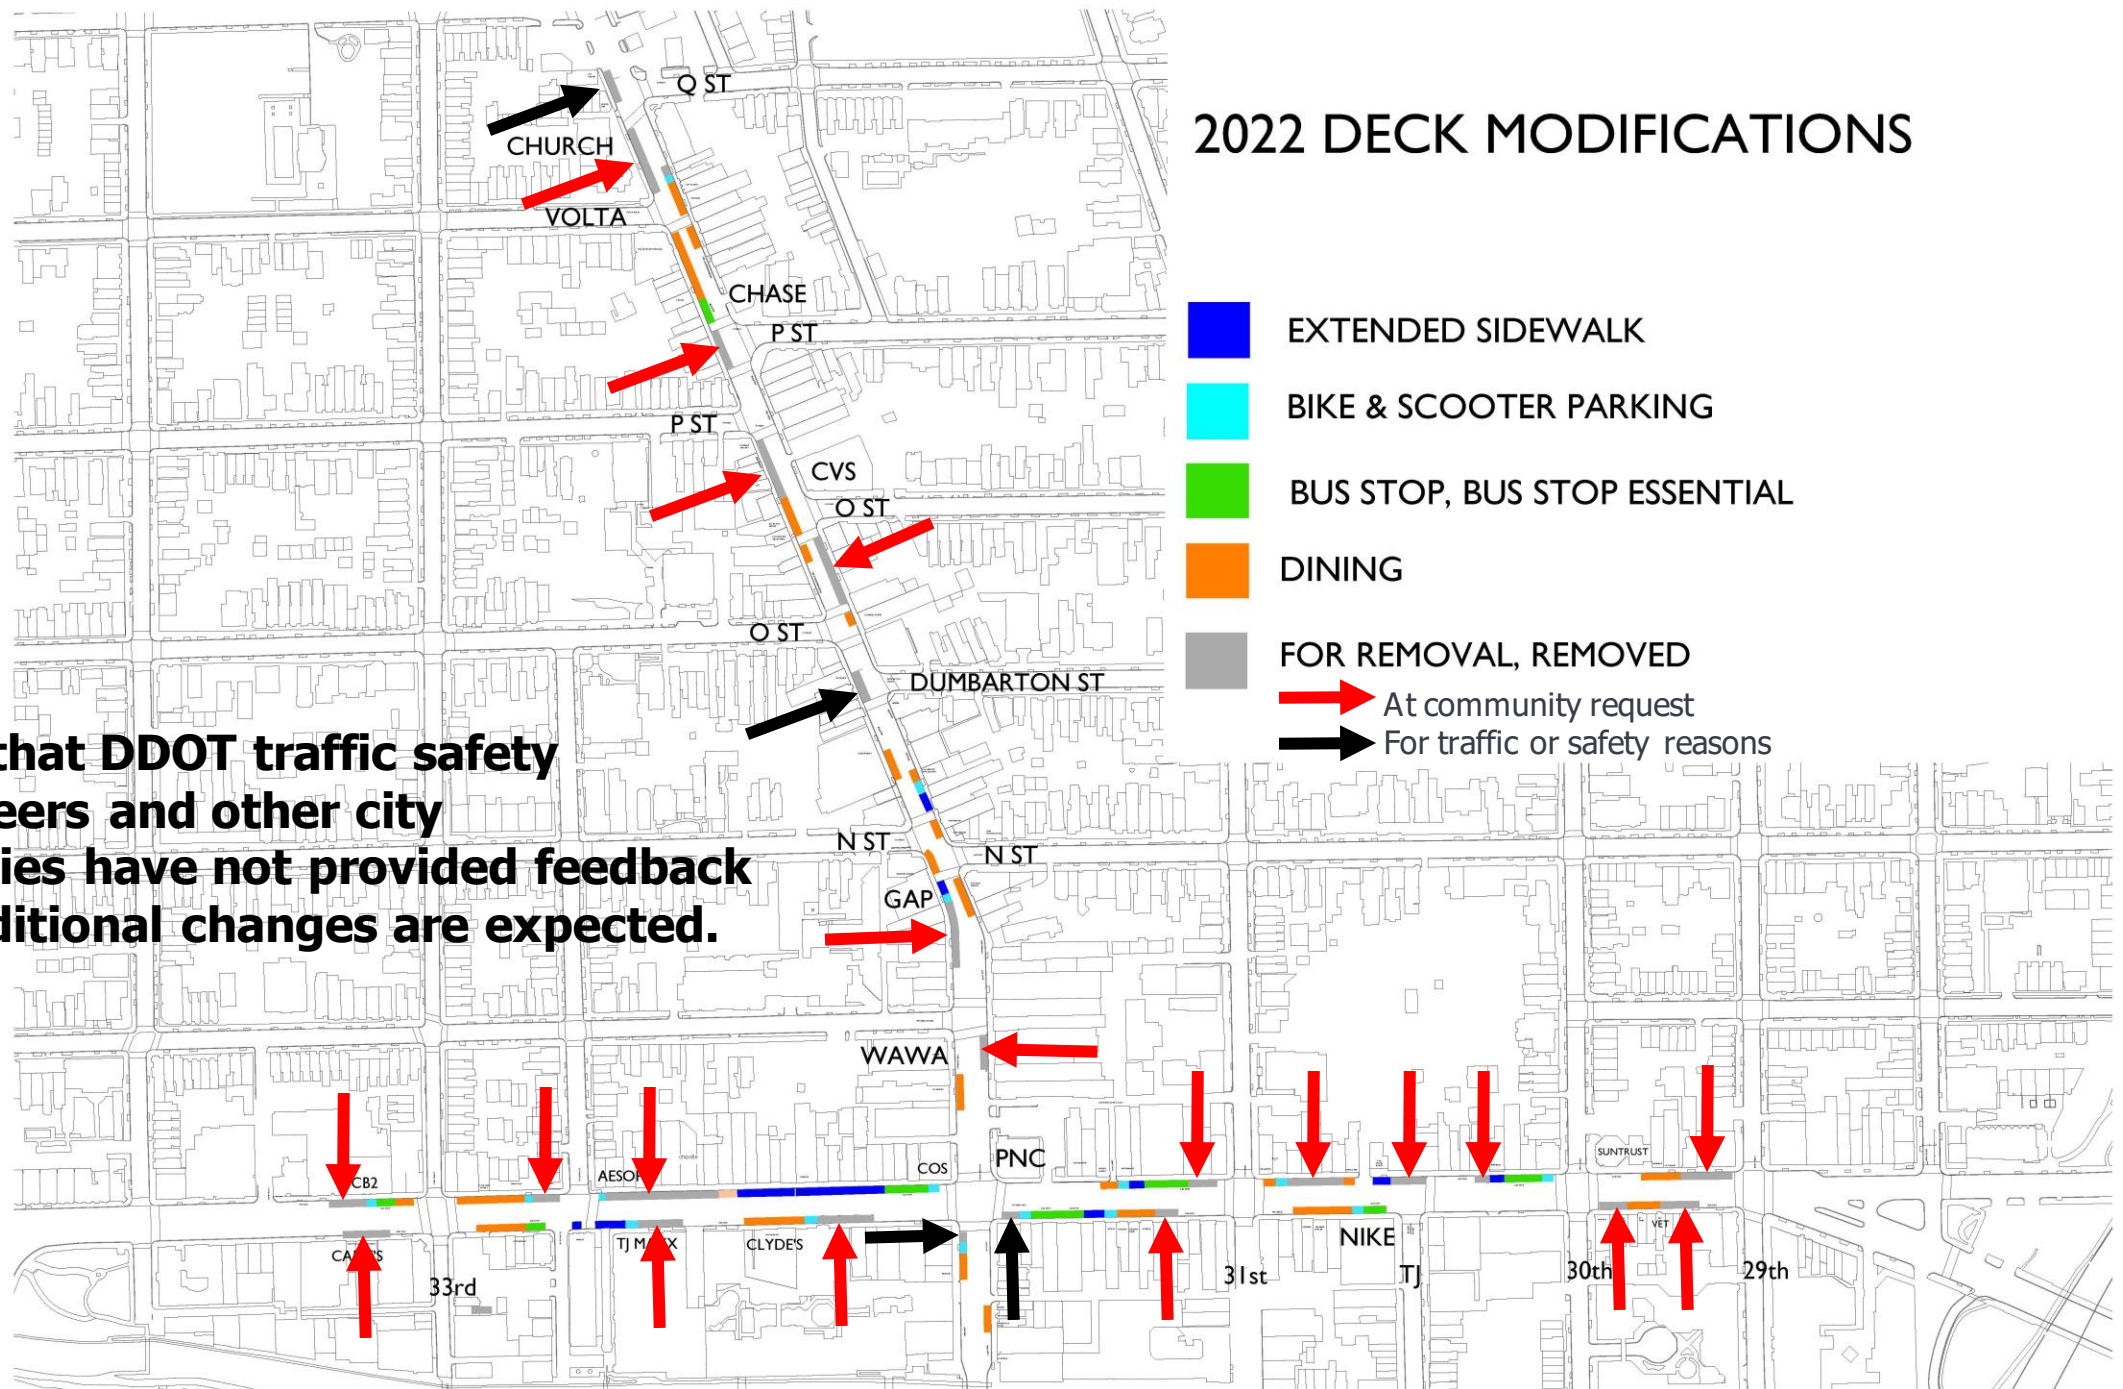 2022 DECK MODIFICATIONS
Q ST
CHURCH
VOLTA
CHASE
P ST
P ST
CVS
O ST
O ST
DUMBARTON ST
EXTENDED SIDEWALK
BIKE & SCOOTER PARKING
BUS STOP, BUS STOP ESSENTIAL
DINING
FOR REMOVAL, REMOVED
At community request
For traffic or safety reasons
that DDOT traffic safety
eers and other city
ies have not provided feedback
ditional changes are expected.
N ST
N ST
GAP
WAWA
PNC
COS
AESOP
CB2
SUNTRUST
TJ MAXX
CLYDE'S
NIKE
VET
33rd
31st
TJ
30th
29th